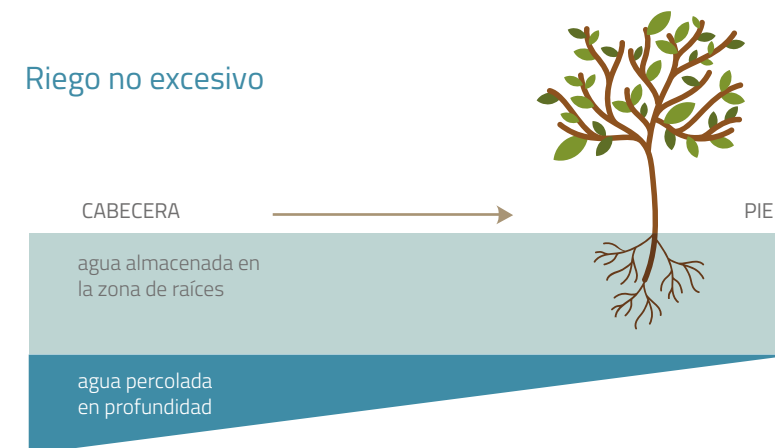 Riego no excesivo
CABECERA
PIE
agua almacenada en
la zona de raíces
agua percolada
en profundidad